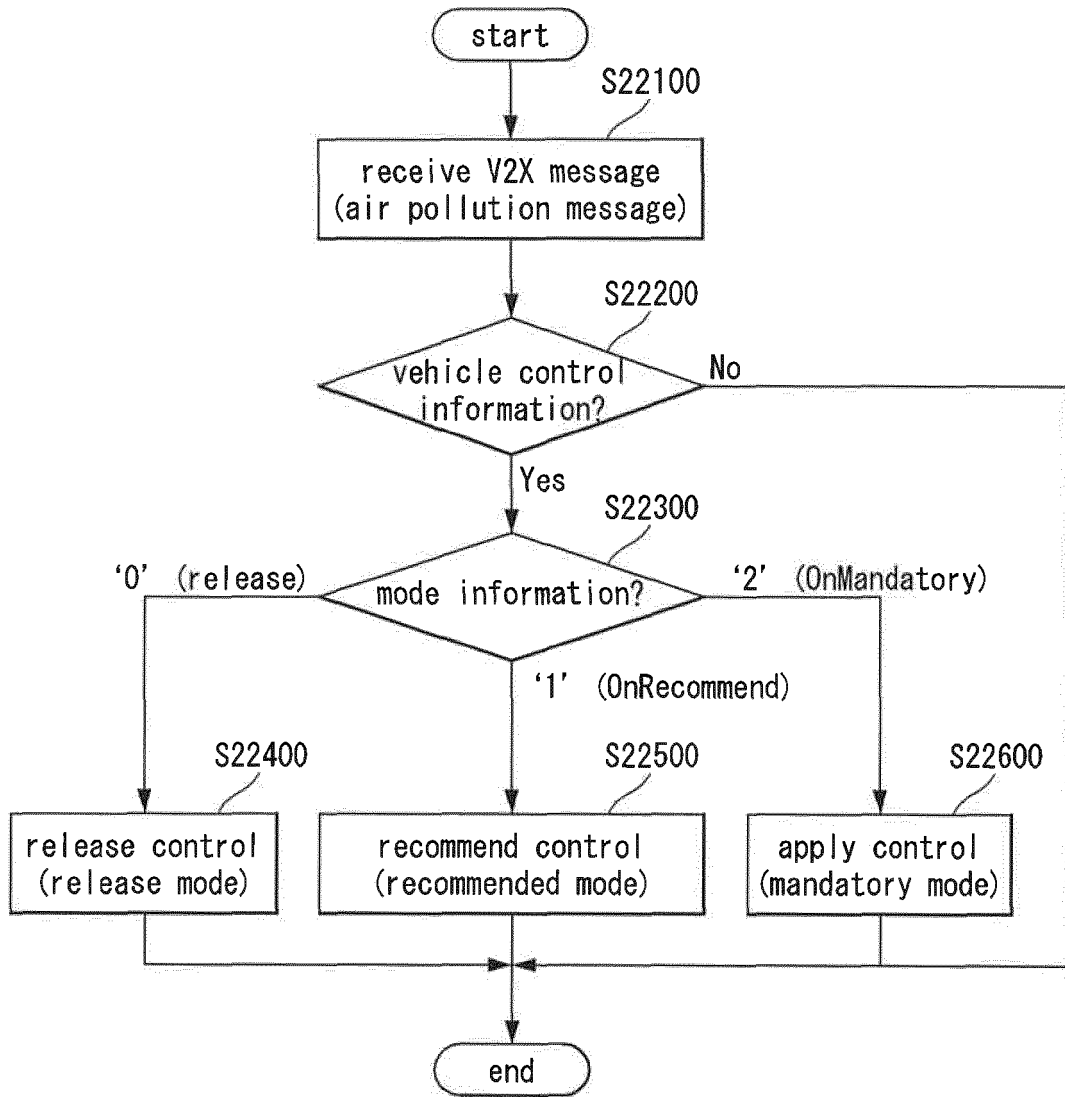 start
S22100
receive V2X message
(air pollution message)
S22200
vehicle control
information?
No
Yes
S22300
mode information?
‘0’ (release)
‘2’ (OnMandatory)
‘1’ (OnRecommend)
S22400
S22500
S22600
release control
(release mode)
recommend control
(recommended mode)
apply control
(mandatory mode)
end